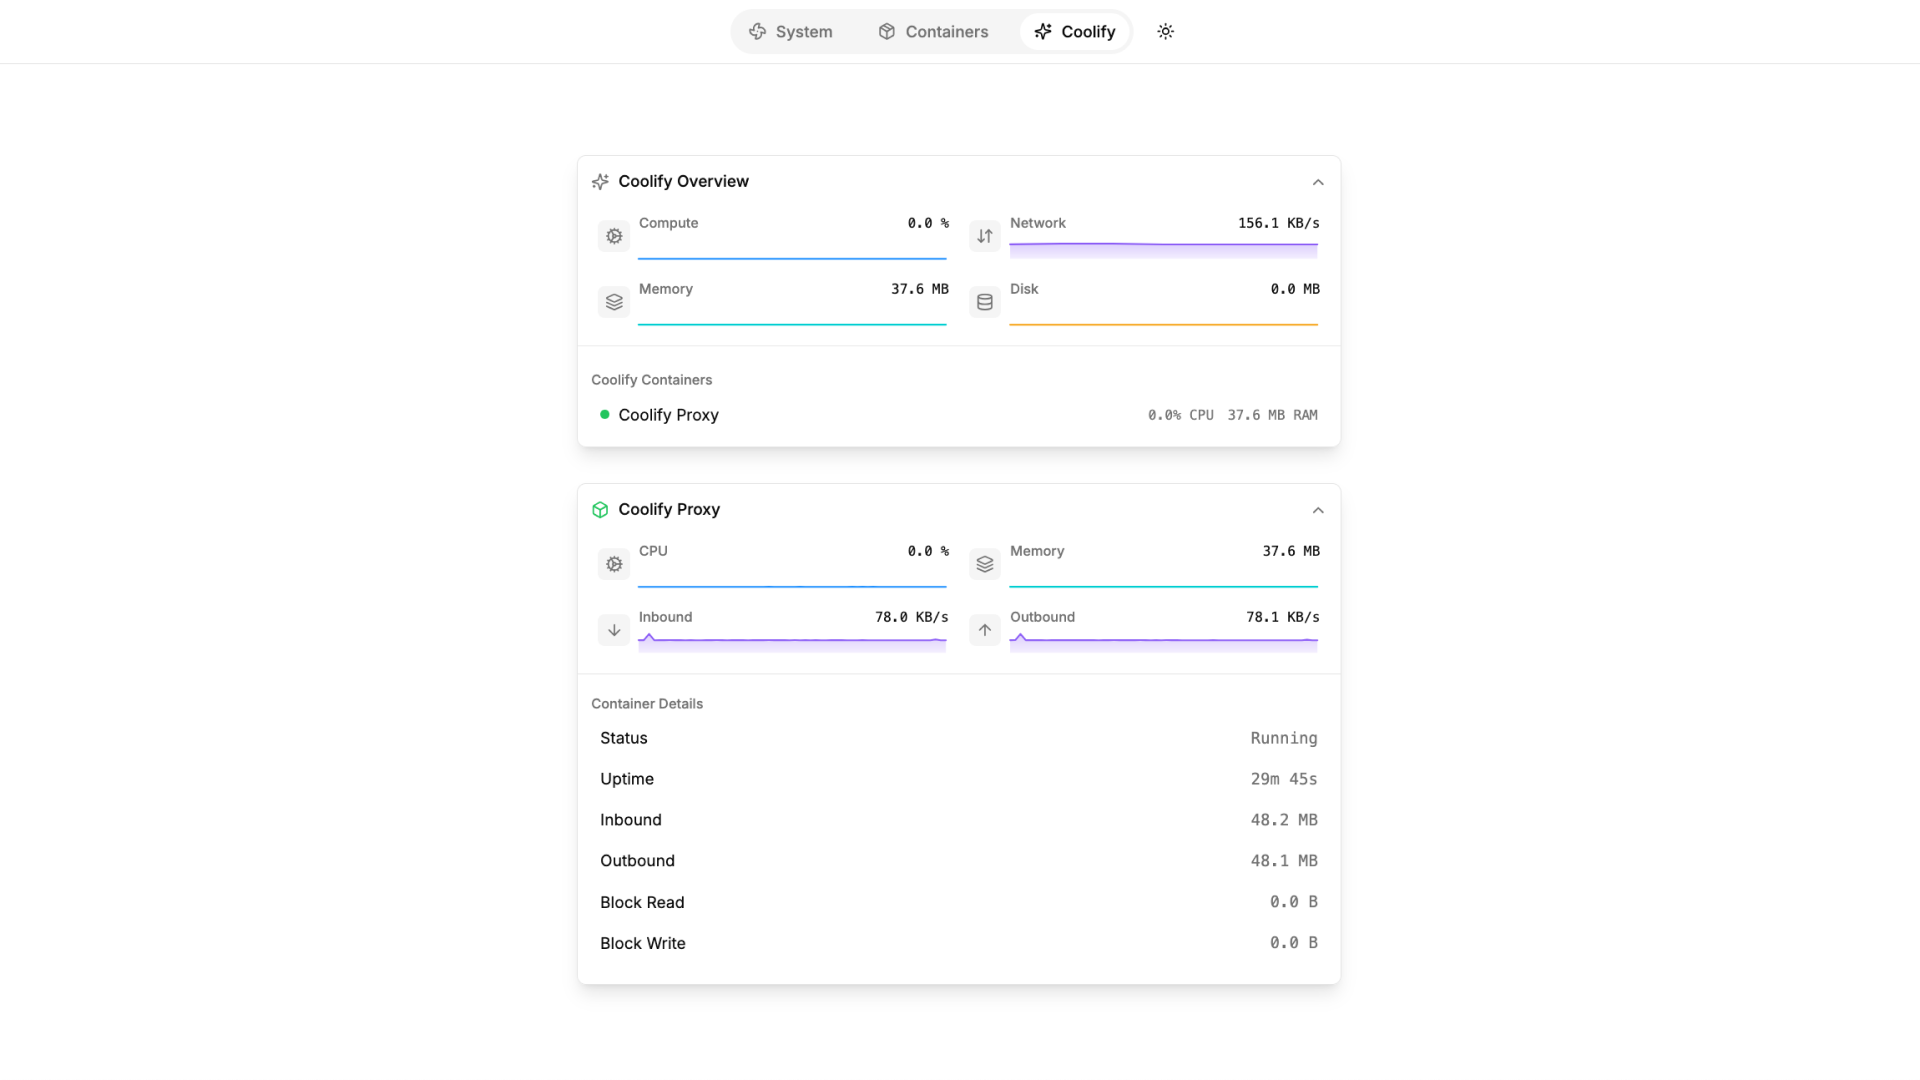 System Containers Coolify
Coolify Overview
Compute 0.0 % Network 156.1 KB/s
Memory 37.6 MB Disk 0.0 MB
Coolify Containers
Coolify Proxy 0.0% CPU 37.6 MB RAM
Coolify Proxy
CPU 0.0 % Memory 37.6 MB
Inbound 78.0 KB/s Outbound 78.1 KB/s
Container Details
Status Running
Uptime 29m 45s
Inbound 48.2 MB
Outbound 48.1 MB
Block Read 0.0 B
Block Write 0.0 B